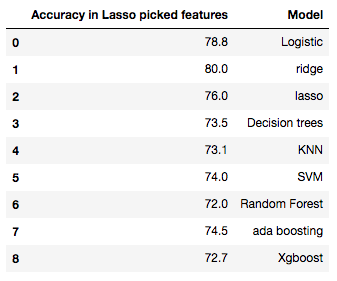 Accuracy in Lasso picked features Model
0 78.8 Logistic
1 80.0 ridge
2 76.0 lasso
3 73.5 Decision trees
4 73.1 KNN
5 74.0 SVM
6 72.0 Random Forest
7 74.5 ada boosting
8 72.7 Xgboost